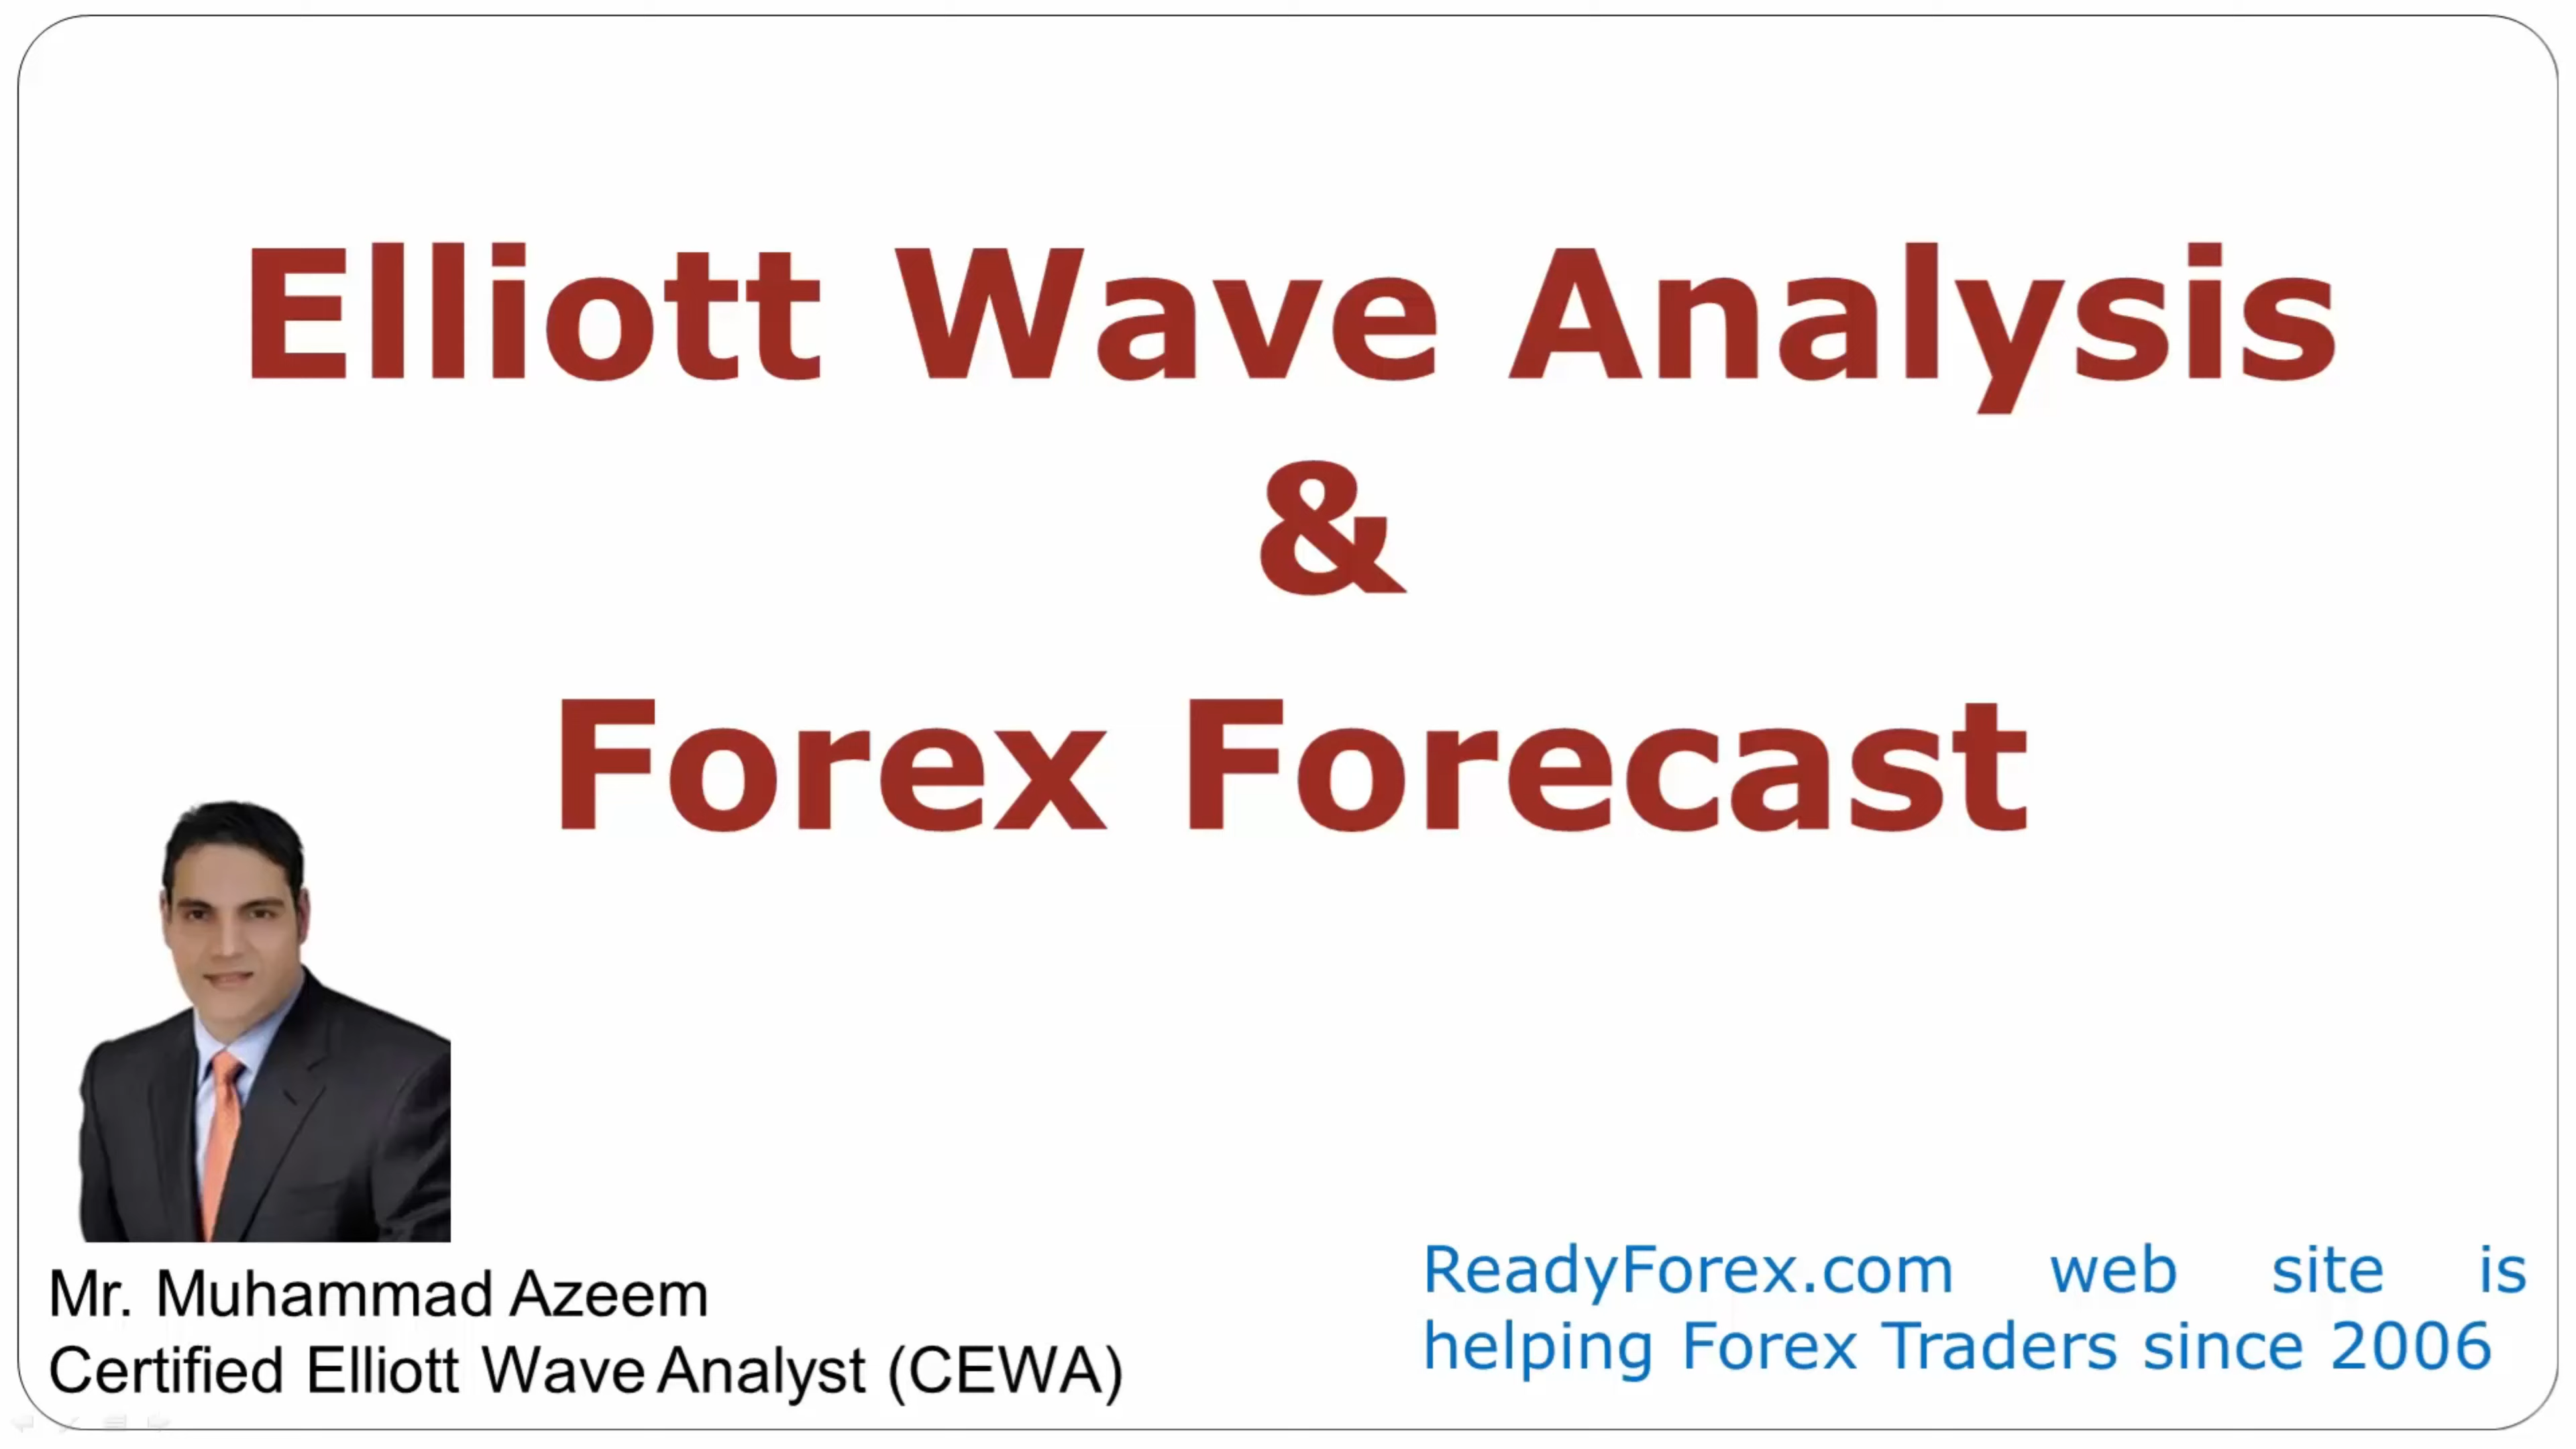 Elliott Wave Analysis
&
Forex Forecast
Mr. Muhammad Azeem
Certified Elliott Wave Analyst (CEWA)
ReadyForex.com web site is
helping Forex Traders since 2006